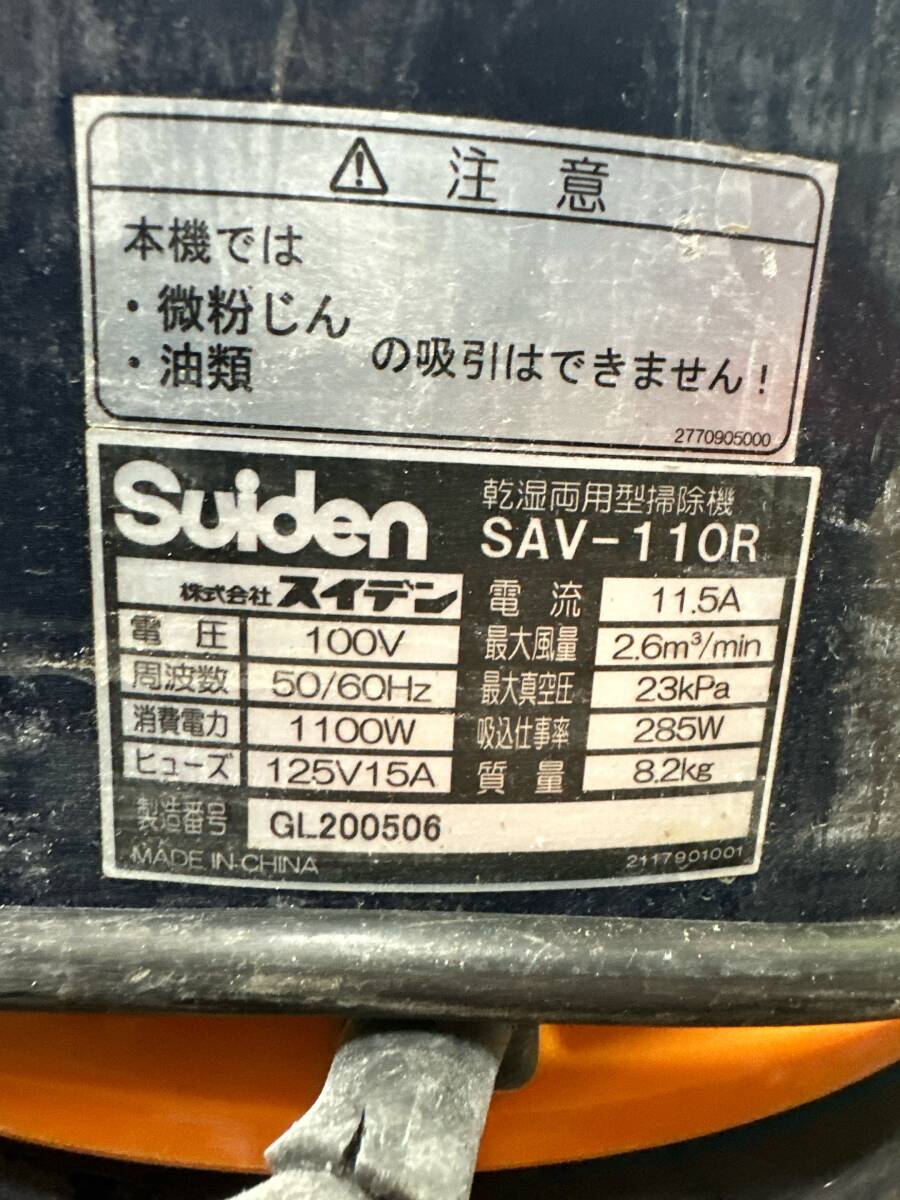 注意
本機では
・微粉じん
・油類
の吸引はできません!
2770905000
Suiden
乾湿両用型掃除機
SAV-110R
株式会社スイデン
電圧 100V
周波数 50/60Hz
消費電力 1100W
ヒューズ 125V15A
電流 11.5A
最大風量 2.6m³/min
最大真空圧 23kPa
吸込仕事率 285W
質量 8.2kg
製造番号 GL200506
MADE IN CHINA
2117901001